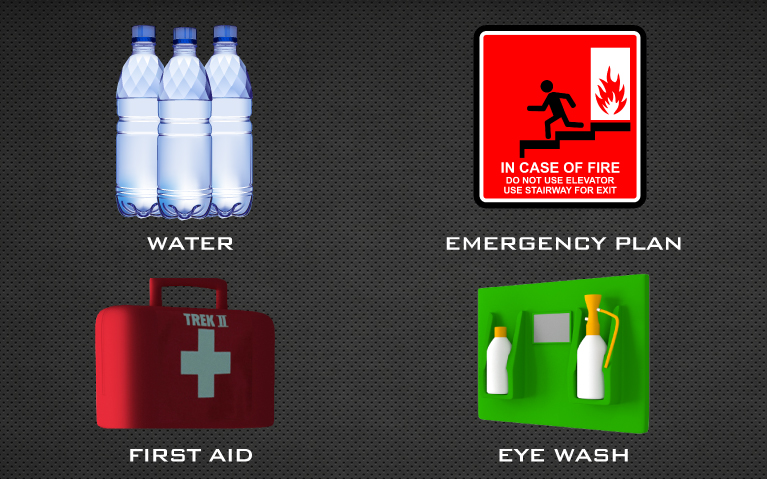 IN CASE OF FIRE
DO NOT USE ELEVATOR
USE STAIRWAY FOR EXIT
WATER
EMERGENCY PLAN
TREK II
FIRST AID
EYE WASH